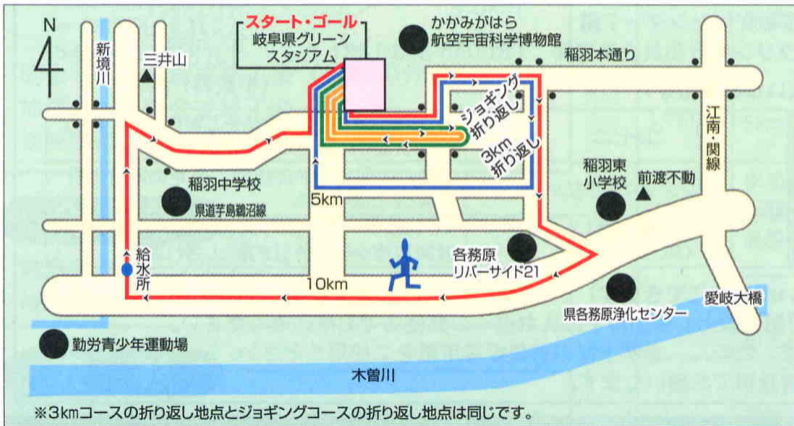 N
新境川
三井山
スタート・ゴール
岐阜県グリーン
スタジアム
かかみがはら
航空宇宙科学博物館
稲羽本通り
江南・関線
ジョギング
折り返し
3km
折り返し
稲羽東
小学校
前渡不動
稲羽中学校
県道芋島鵜沼線
5km
給水所
10km
各務原
リバーサイド21
県各務原浄化センター
愛岐大橋
勤労青少年運動場
木曽川
※3kmコースの折り返し地点とジョギングコースの折り返し地点は同じです。